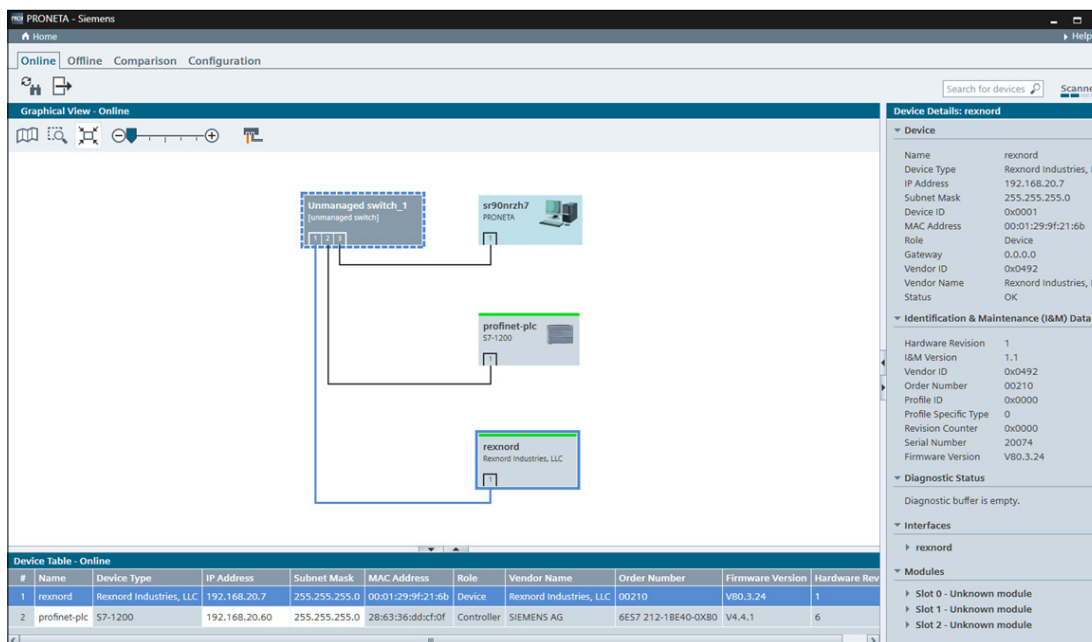 PRONETA - Siemens
Home
Help
Online Offline Comparison Configuration
Search for devices
Graphical View - Online
Unmanaged switch_1
[unmanaged switch]
1 2 3
sr90nrzh7
PRONETA
1
profinet-plc
S7-1200
1
rexnord
Rexnord Industries, LLC
1
Device Table - Online
# Name Device Type IP Address Subnet Mask MAC Address Role Vendor Name Order Number Firmware Version Hardware Rev
1 rexnord Rexnord Industries, LLC 192.168.20.7 255.255.255.0 00:01:29:9f:21:6b Device Rexnord Industries, LLC 00210 V80.3.24 1
2 profinet-plc S7-1200 192.168.20.60 255.255.255.0 28:63:36:dd:cf:0f Controller SIEMENS AG 6ES7 212-1BE40-0XB0 V4.4.1 6
Device Details: rexnord
Device
Name rexnord
Device Type Rexnord Industries,
IP Address 192.168.20.7
Subnet Mask 255.255.255.0
Device ID 0x0001
MAC Address 00:01:29:9f:21:6b
Role Device
Gateway 0.0.0.0
Vendor ID 0x0492
Vendor Name Rexnord Industries,
Status OK
Identification & Maintenance (I&M) Data
Hardware Revision 1
I&M Version 1.1
Vendor ID 0x0492
Order Number 00210
Profile ID 0x0000
Profile Specific Type 0
Revision Counter 0x0000
Serial Number 20074
Firmware Version V80.3.24
Diagnostic Status
Diagnostic buffer is empty.
Interfaces
rexnord
Modules
Slot 0 - Unknown module
Slot 1 - Unknown module
Slot 2 - Unknown module